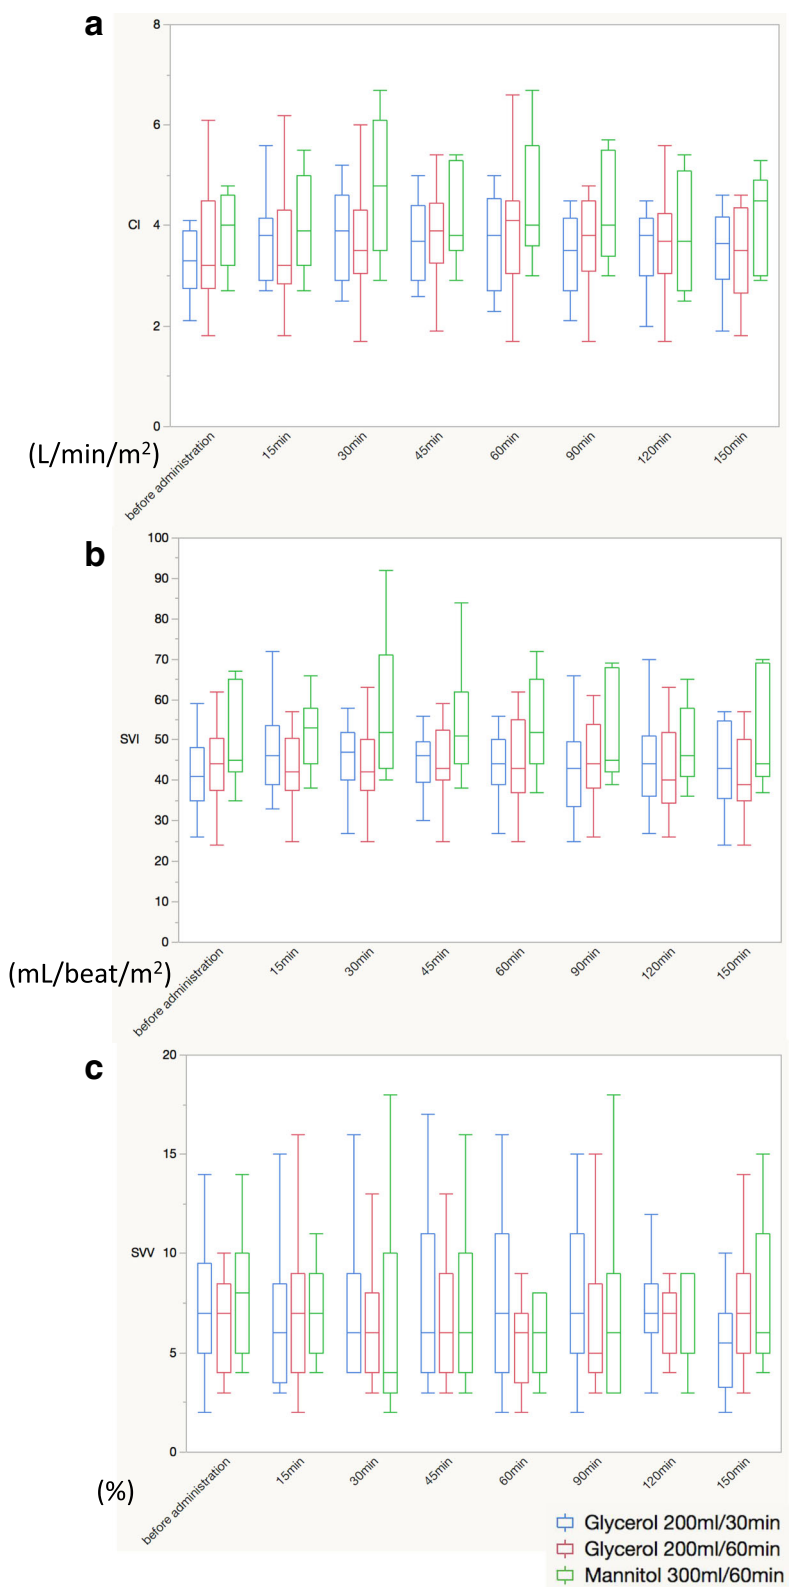 a
8
6
CI
4
2
0
(L/min/m²)
before administration
15min
30min
45min
60min
90min
120min
150min
b
100
90
80
70
60
SVI
50
40
30
20
10
0
(mL/beat/m²)
before administration
15min
30min
45min
60min
90min
120min
150min
c
20
15
SVV
10
5
0
(%)
before administration
15min
30min
45min
60min
90min
120min
150min
Glycerol 200ml/30min
Glycerol 200ml/60min
Mannitol 300ml/60min